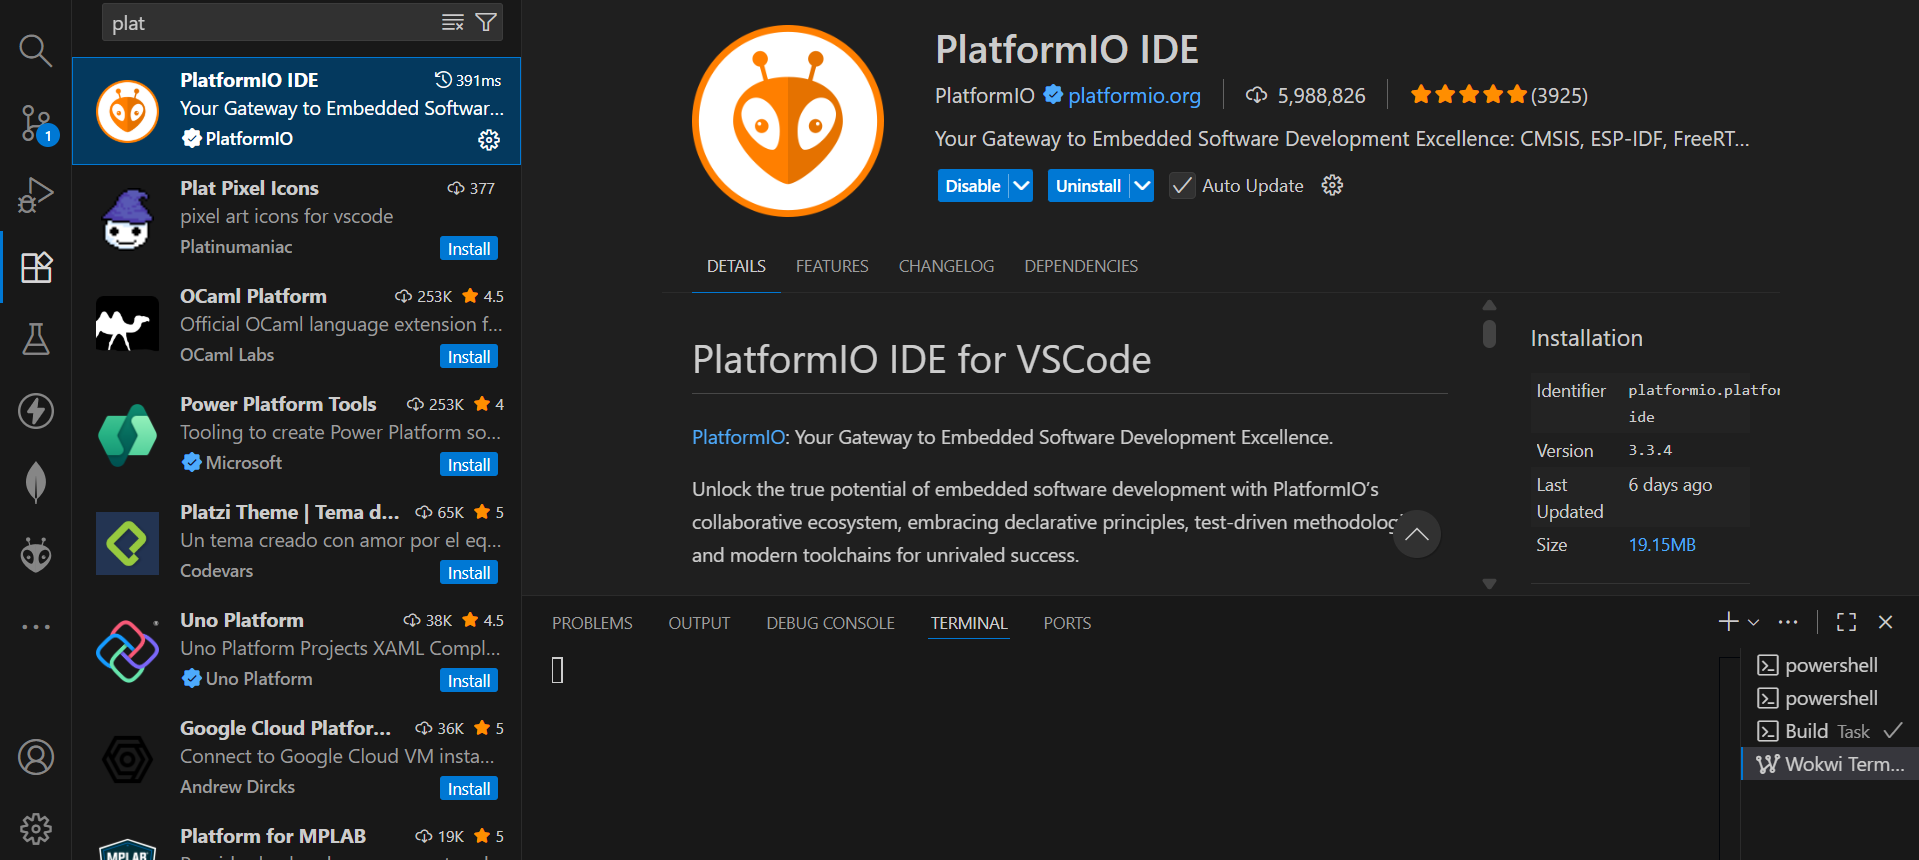 plat
PlatformIO IDE
391ms
Your Gateway to Embedded Softwar...
PlatformIO
Plat Pixel Icons
377
pixel art icons for vscode
Platinumaniac
Install
OCaml Platform
253K
4.5
Official OCaml language extension f...
OCaml Labs
Install
Power Platform Tools
253K
4
Tooling to create Power Platform so...
Microsoft
Install
Platzi Theme | Tema d...
65K
5
Un tema creado con amor por el eq...
Codevars
Install
Uno Platform
38K
4.5
Uno Platform Projects XAML Compl...
Uno Platform
Install
Google Cloud Platfor...
36K
5
Connect to Google Cloud VM insta...
Andrew Dircks
Install
Platform for MPLAB
19K
5
MPLAB
1
PlatformIO IDE
PlatformIO
platformio.org
5,988,826
(3925)
Your Gateway to Embedded Software Development Excellence: CMSIS, ESP-IDF, FreeRT...
Disable
Uninstall
Auto Update
DETAILS
FEATURES
CHANGELOG
DEPENDENCIES
PlatformIO IDE for VSCode
PlatformIO: Your Gateway to Embedded Software Development Excellence.
Unlock the true potential of embedded software development with PlatformIO's
collaborative ecosystem, embracing declarative principles, test-driven methodologi
and modern toolchains for unrivaled success.
Installation
Identifier
platformio.platfor
ide
Version
3.3.4
Last
Updated
6 days ago
Size
19.15MB
PROBLEMS
OUTPUT
DEBUG CONSOLE
TERMINAL
PORTS
powershell
powershell
Build Task
Wokwi Term...